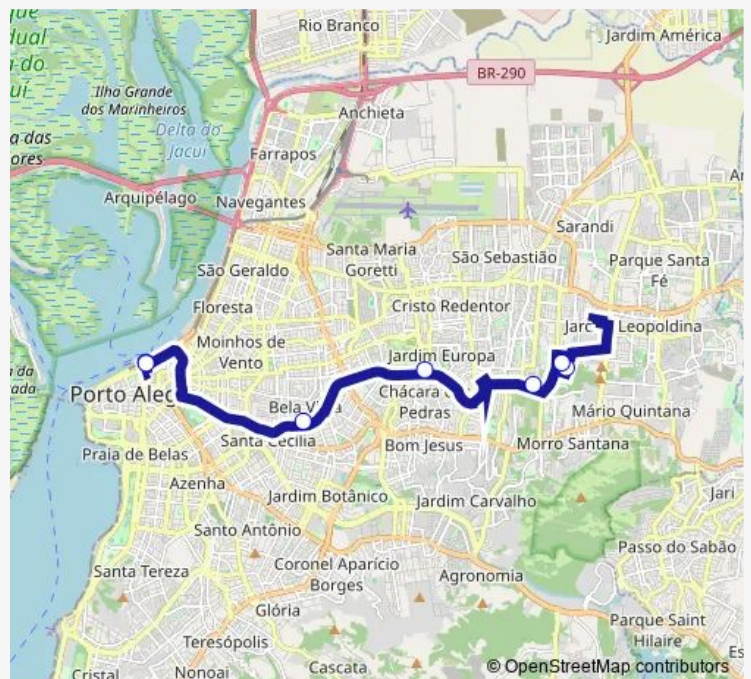 Rio Branco
Jardim América
BR-290
Ilha Grande
dos Marinheiros
Anchieta
Delta do
Jacuí
Farrapos
Arquipélago
Navegantes
Sarandi
Santa Maria
Goretti
São Sebastião
Parque Santa
Fé
São Geraldo
Floresta
Cristo Redentor
Leopoldina
Moinhos de
Vento
Jardim Europa
Porto Aleg
Chácara
Pedras
Mário Quintana
Bela Vi
Santa Cecília
Bom Jesus
Morro Santana
Praia de Belas
Azenha
Jardim Botânico
Jardim Carvalho
Jari
Santo Antônio
Passo do Sabão
Coronel Aparício
Borges
Agronomia
Santa Tereza
Glória
Parque Saint
Hilaire
Teresópolis
Cascata
Cristal
Nonoai
© OpenStreetMap contributors